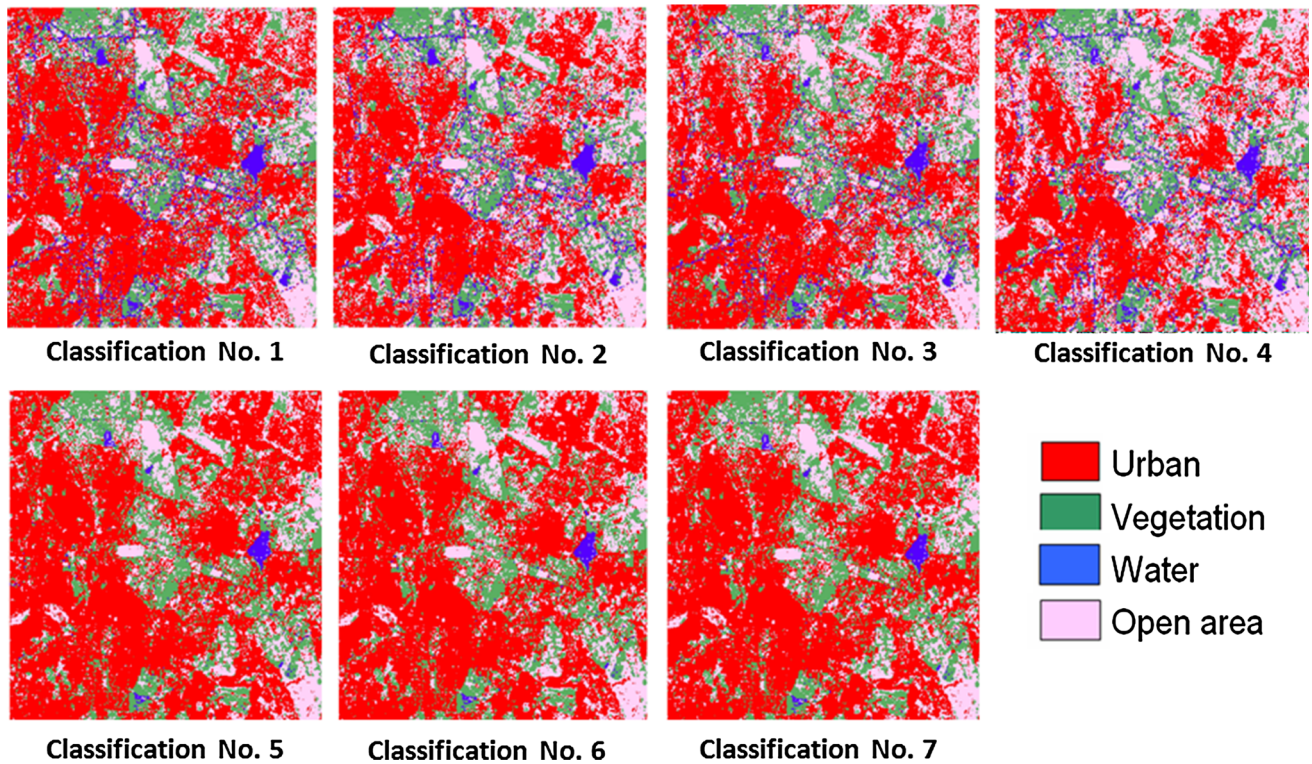 Classification No. 1
Classification No. 2
Classification No. 3
Classification No. 4
Classification No. 5
Classification No. 6
Classification No. 7
Urban
Vegetation
Water
Open area